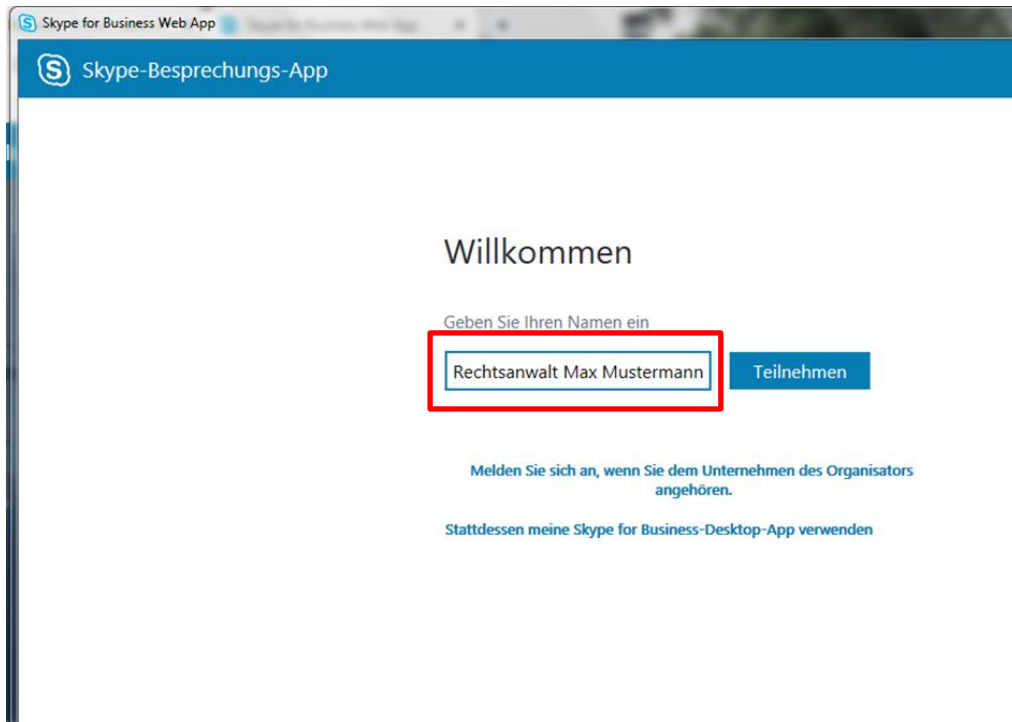 Skype for Business Web App
Skype-Besprechungs-App
Willkommen
Geben Sie Ihren Namen ein
Rechtsanwalt Max Mustermann
Teilnehmen
Melden Sie sich an, wenn Sie dem Unternehmen des Organisators
angehören.
Stattdessen meine Skype for Business-Desktop-App verwenden